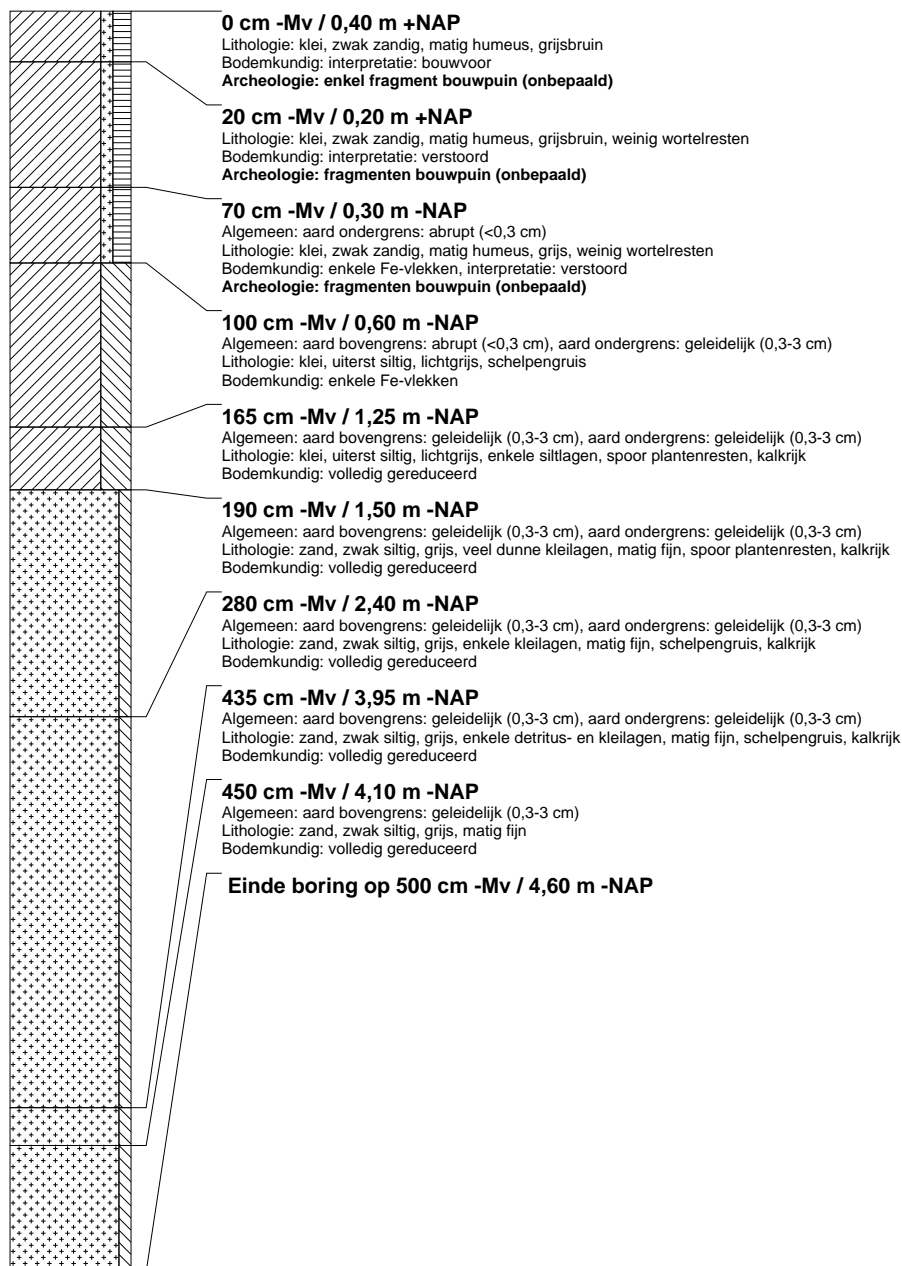 0 cm -Mv / 0,40 m +NAP
Lithologie: klei, zwak zandig, matig humeus, grijsbruin
Bodemkundig: interpretatie: bouwvoor
Archeologie: enkel fragment bouwpuin (onbepaald)
20 cm -Mv / 0,20 m +NAP
Lithologie: klei, zwak zandig, matig humeus, grijsbruin, weinig wortelresten
Bodemkundig: interpretatie: verstoord
Archeologie: fragmenten bouwpuin (onbepaald)
70 cm -Mv / 0,30 m -NAP
Algemeen: aard ondergrens: abrupt (<0,3 cm)
Lithologie: klei, zwak zandig, matig humeus, grijs, weinig wortelresten
Bodemkundig: enkele Fe-vlekken, interpretatie: verstoord
Archeologie: fragmenten bouwpuin (onbepaald)
100 cm -Mv / 0,60 m -NAP
Algemeen: aard bovengrens: abrupt (<0,3 cm), aard ondergrens: geleidelijk (0,3-3 cm)
Lithologie: klei, uiterst siltig, lichtgrijs, schelpengruis
Bodemkundig: enkele Fe-vlekken
165 cm -Mv / 1,25 m -NAP
Algemeen: aard bovengrens: geleidelijk (0,3-3 cm), aard ondergrens: geleidelijk (0,3-3 cm)
Lithologie: klei, uiterst siltig, lichtgrijs, enkele siltlagen, spoor plantenresten, kalkrijk
Bodemkundig: volledig gereduceerd
190 cm -Mv / 1,50 m -NAP
Algemeen: aard bovengrens: geleidelijk (0,3-3 cm), aard ondergrens: geleidelijk (0,3-3 cm)
Lithologie: zand, zwak siltig, grijs, veel dunne kleilagen, matig fijn, spoor plantenresten, kalkrijk
Bodemkundig: volledig gereduceerd
280 cm -Mv / 2,40 m -NAP
Algemeen: aard bovengrens: geleidelijk (0,3-3 cm), aard ondergrens: geleidelijk (0,3-3 cm)
Lithologie: zand, zwak siltig, grijs, enkele kleilagen, matig fijn, schelpengruis, kalkrijk
Bodemkundig: volledig gereduceerd
435 cm -Mv / 3,95 m -NAP
Algemeen: aard bovengrens: geleidelijk (0,3-3 cm), aard ondergrens: geleidelijk (0,3-3 cm)
Lithologie: zand, zwak siltig, grijs, enkele detritus- en kleilagen, matig fijn, schelpengruis, kalkrijk
Bodemkundig: volledig gereduceerd
450 cm -Mv / 4,10 m -NAP
Algemeen: aard bovengrens: geleidelijk (0,3-3 cm)
Lithologie: zand, zwak siltig, grijs, matig fijn
Bodemkundig: volledig gereduceerd
Einde boring op 500 cm -Mv / 4,60 m -NAP